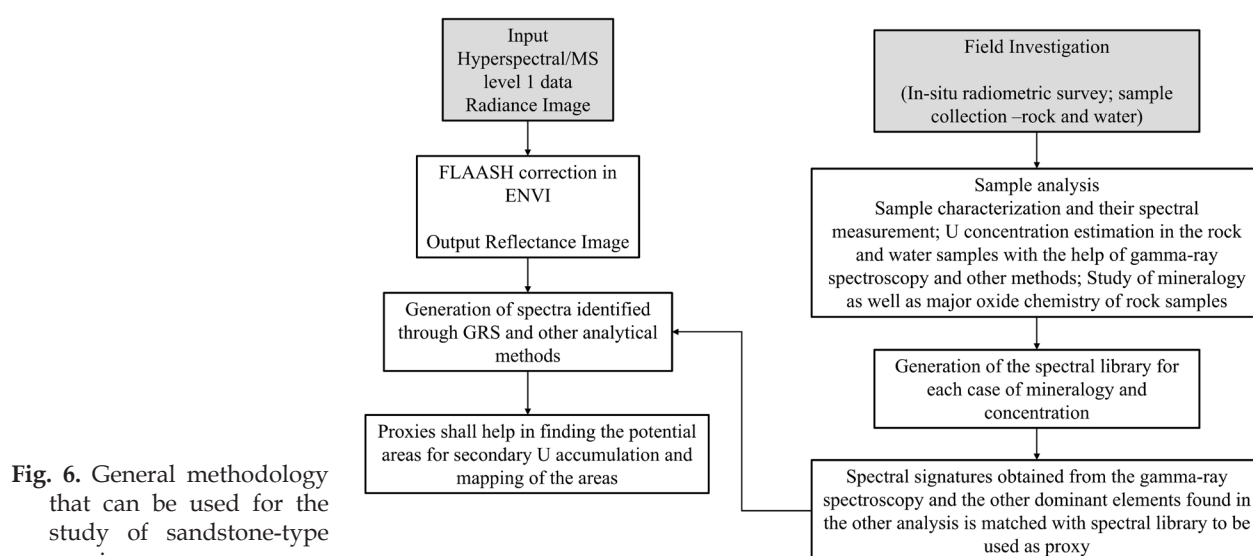 Input
Hyperspectral/MS
level 1 data
Radiance Image
FLAASH correction in
ENVI
Output Reflectance Image
Generation of spectra identified
through GRS and other analytical
methods
Proxies shall help in finding the potential
areas for secondary U accumulation and
mapping of the areas
Field Investigation
(In-situ radiometric survey; sample
collection –rock and water)
Sample analysis
Sample characterization and their spectral
measurement; U concentration estimation in the rock
and water samples with the help of gamma-ray
spectroscopy and other methods; Study of mineralogy
as well as major oxide chemistry of rock samples
Generation of the spectral library for
each case of mineralogy and
concentration
Spectral signatures obtained from the gamma-ray
spectroscopy and the other dominant elements found in
the other analysis is matched with spectral library to be
used as proxy
Fig. 6. General methodology
that can be used for the
study of sandstone-type